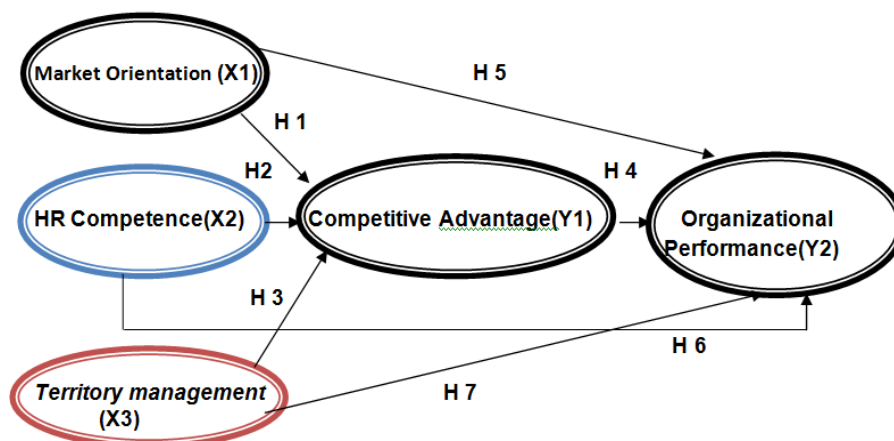 Market Orientation (X1)
H 5
H 1
H2
H 4
HR Competence(X2)
Competitive Advantage(Y1)
Organizational
Performance(Y2)
H 3
H 6
Territory management
(X3)
H 7